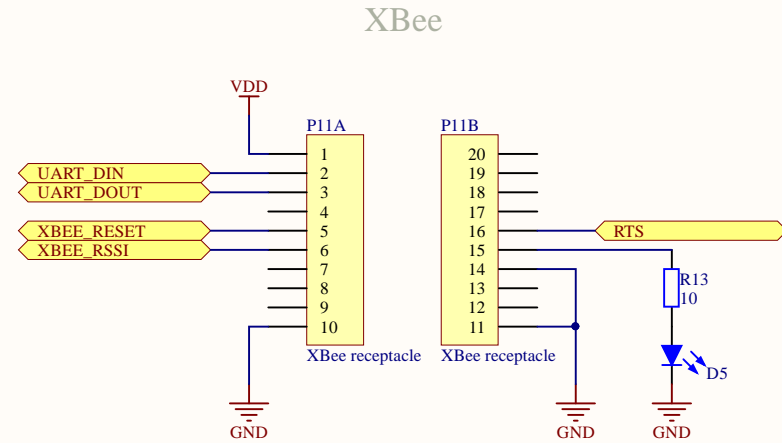 XBee
VDD
P11A
P11B
1
2
3
4
5
6
7
8
9
10
20
19
18
17
16
15
14
13
12
11
UART_DIN
UART_DOUT
XBEE_RESET
XBEE_RSSI
RTS
R13
10
D5
XBee receptacle
XBee receptacle
GND
GND
GND